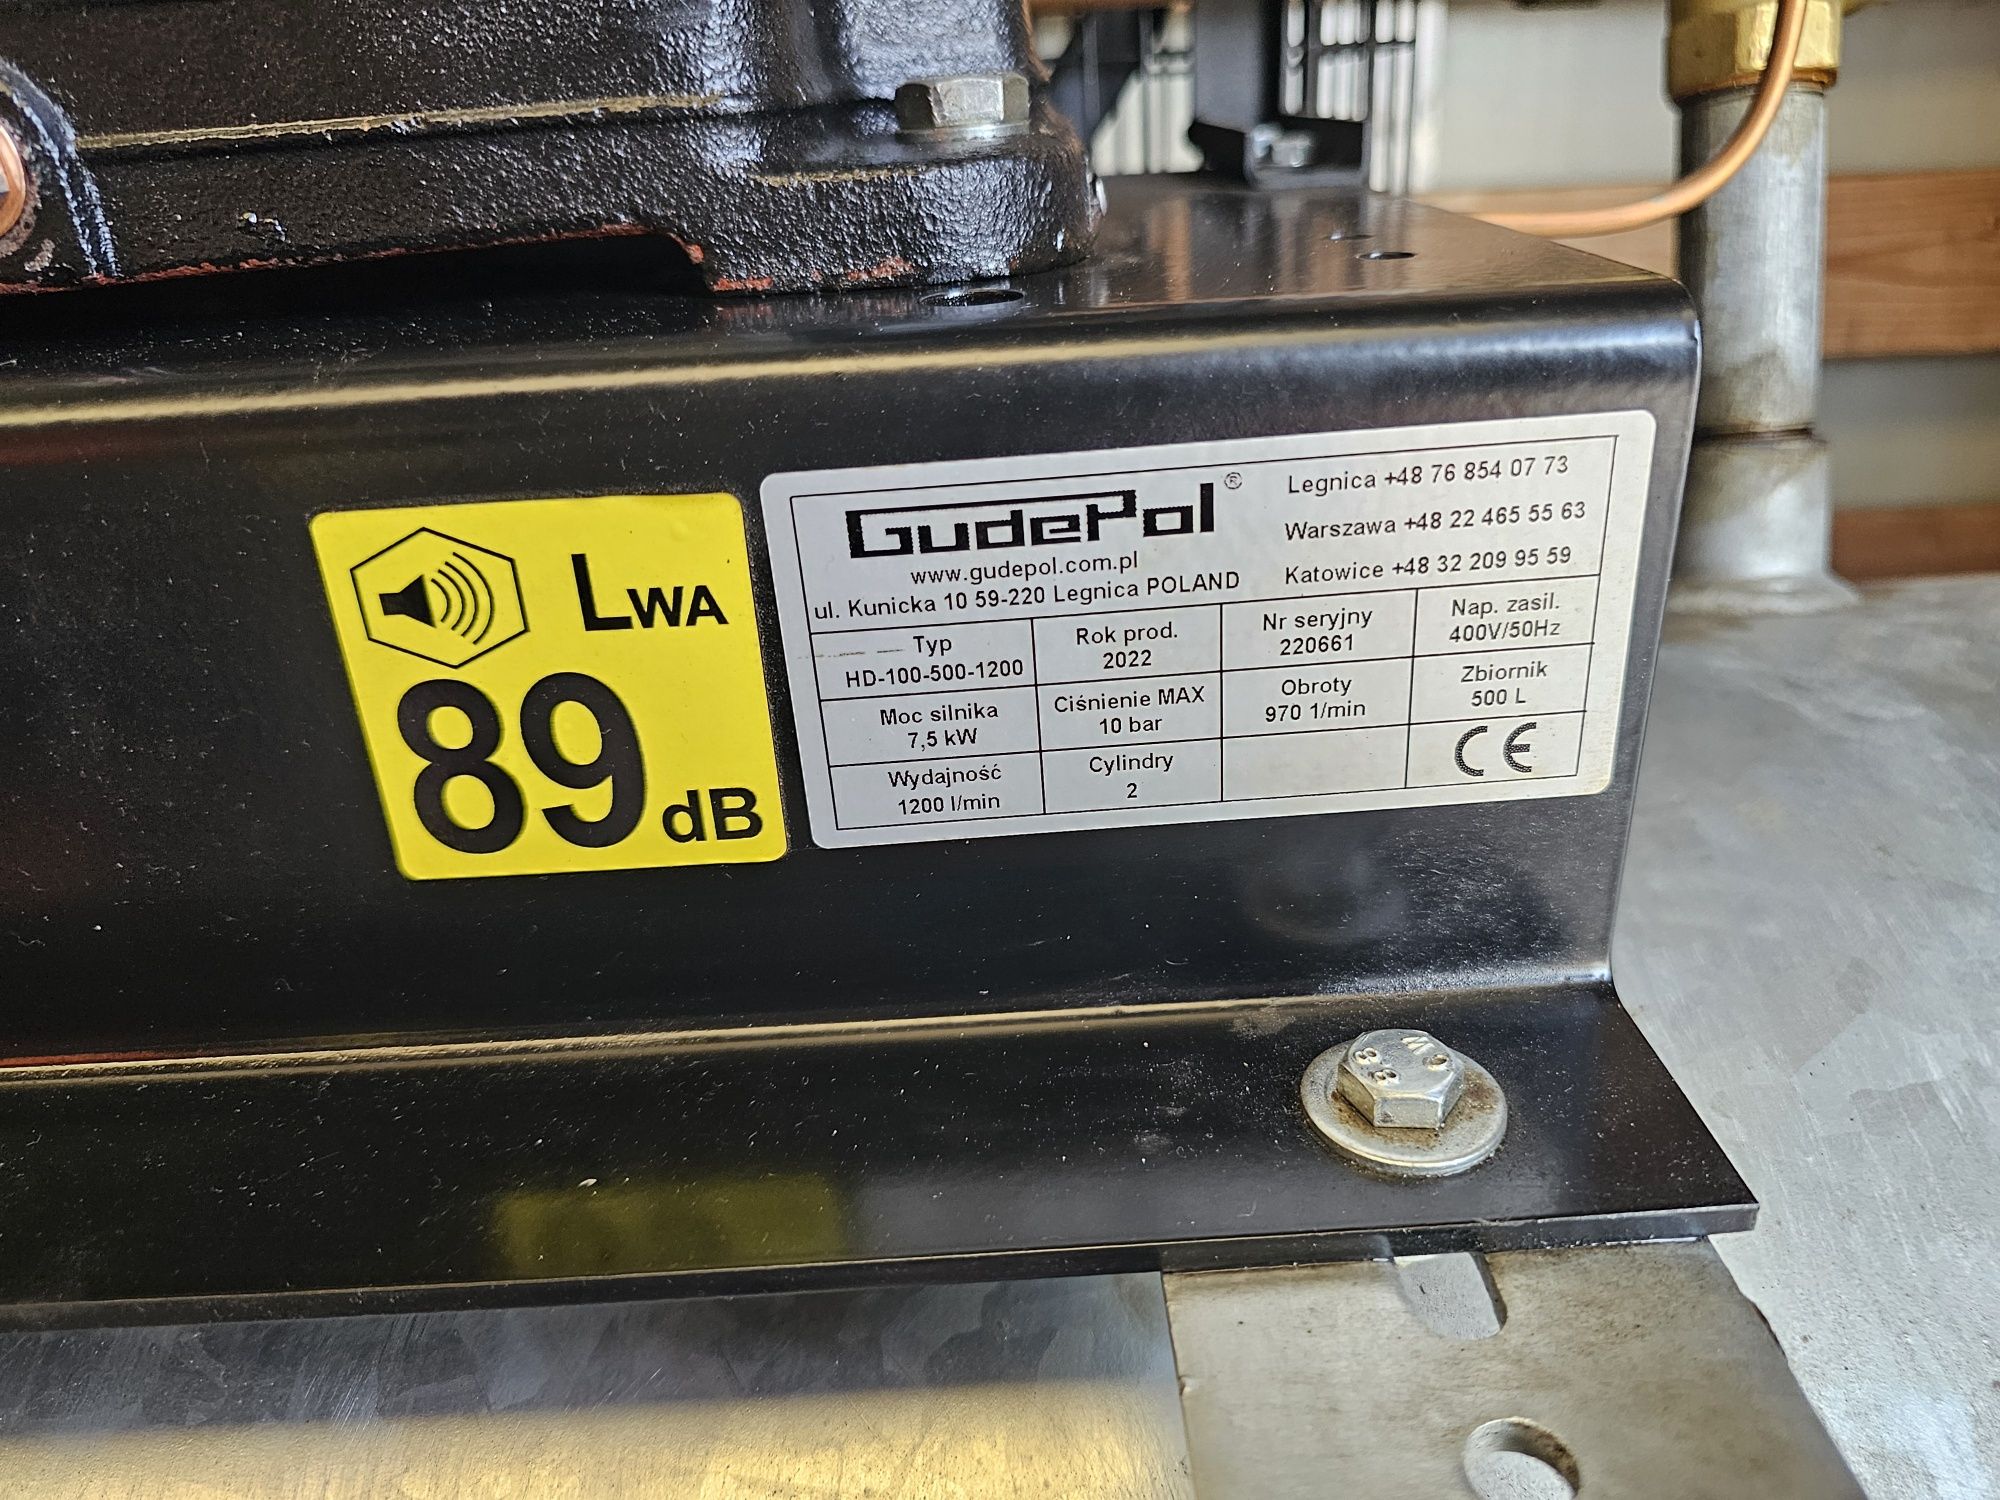 LWA
89 dB
GudePol ®
www.gudepol.com.pl
ul. Kunicka 10 59-220 Legnica POLAND
Legnica +48 76 854 07 73
Warszawa +48 22 465 55 63
Katowice +48 32 209 95 59
Typ
HD-100-500-1200
Rok prod.
2022
Nr seryjny
220661
Nap. zasil.
400V/50Hz
Moc silnika
7,5 kW
Ciśnienie MAX
10 bar
Obroty
970 1/min
Zbiornik
500 L
Wydajność
1200 l/min
Cylindry
2
CE
8.8